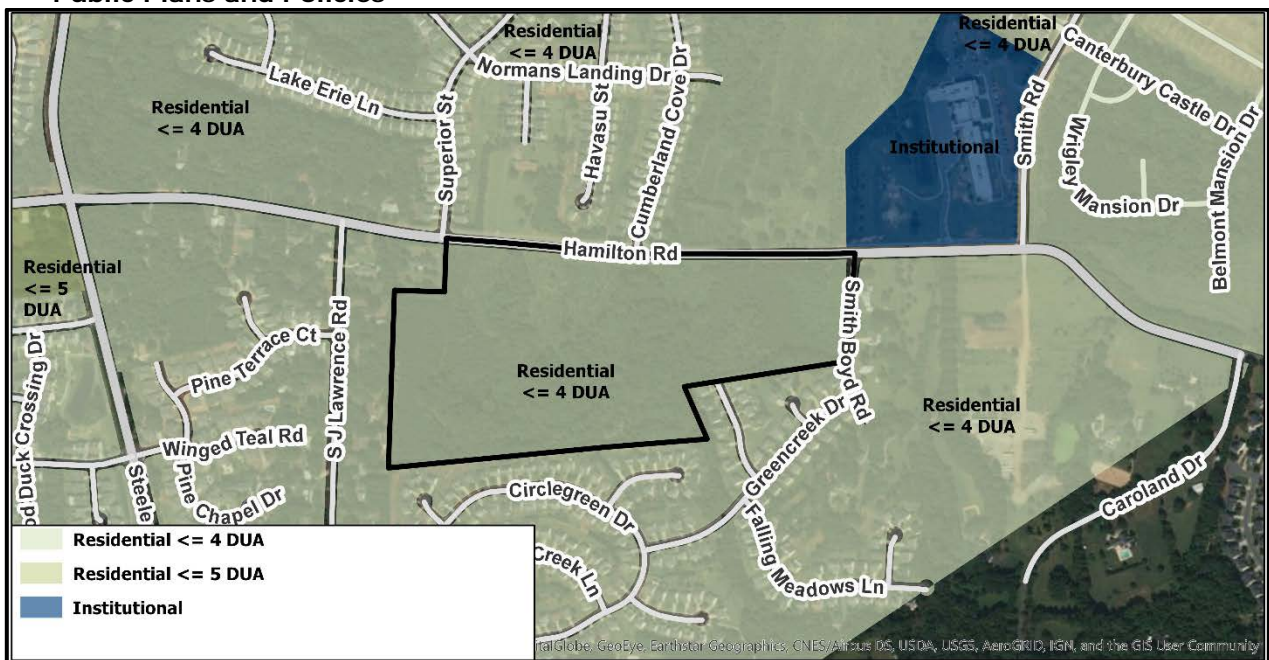 Public Plans and Policies
Residential
<= 4 DUA
Residential
<= 4 DUA
Canterbury Castle Dr
Normans Landing Dr
Lake Erie Ln
Residential
<= 4 DUA
Superior St
Havasu St
Cumberland Cove Dr
Smith Rd
Institutional
Wrigley Mansion Dr
Belmont Mansion Dr
Hamilton Rd
Residential
<= 5
DUA
S J Lawrence Rd
Smith Boyd Rd
Pine Terrace Ct
Residential
<= 4 DUA
Residential
<= 4 DUA
od Duck Crossing Dr
Winged Teal Rd
Steele
Pine Chapel Dr
Circlegreen Dr
Greencreek Dr
Falling Meadows Ln
Caroland Dr
Creek Ln
Residential <= 4 DUA
Residential <= 5 DUA
Institutional
GeoEye, Earthstar Geographics, CNES/Airbus DS, USDA, USGS, AeroGRID, IGN, and the GIS User Community